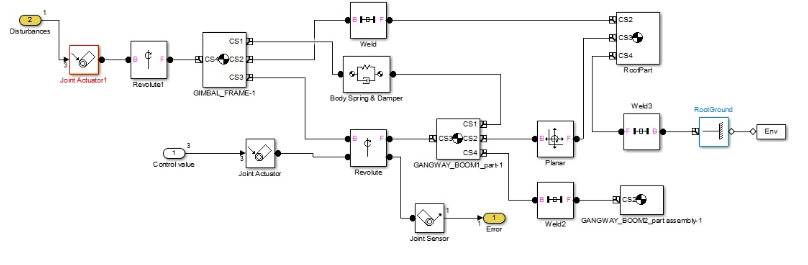 2
1
Disturbances
3
Joint Actuator1
B F
Revolute1
CS4
CS1
CS2
CS3
GIMBAL_FRAME-1
B F
Weld
Body Spring & Damper
CS2
CS3
CS4
RootPart
Weld3
F B
RootGround
Env
1
3
Control value
3
Joint Actuator
B F
Revolute
CS3
CS1
CS2
CS4
GANGWAY_BOOM1_part-1
B F
Planar
B F
Weld2
CS2
GANGWAY_BOOM2_part assembly-1
Joint Sensor
1
1
1
Error